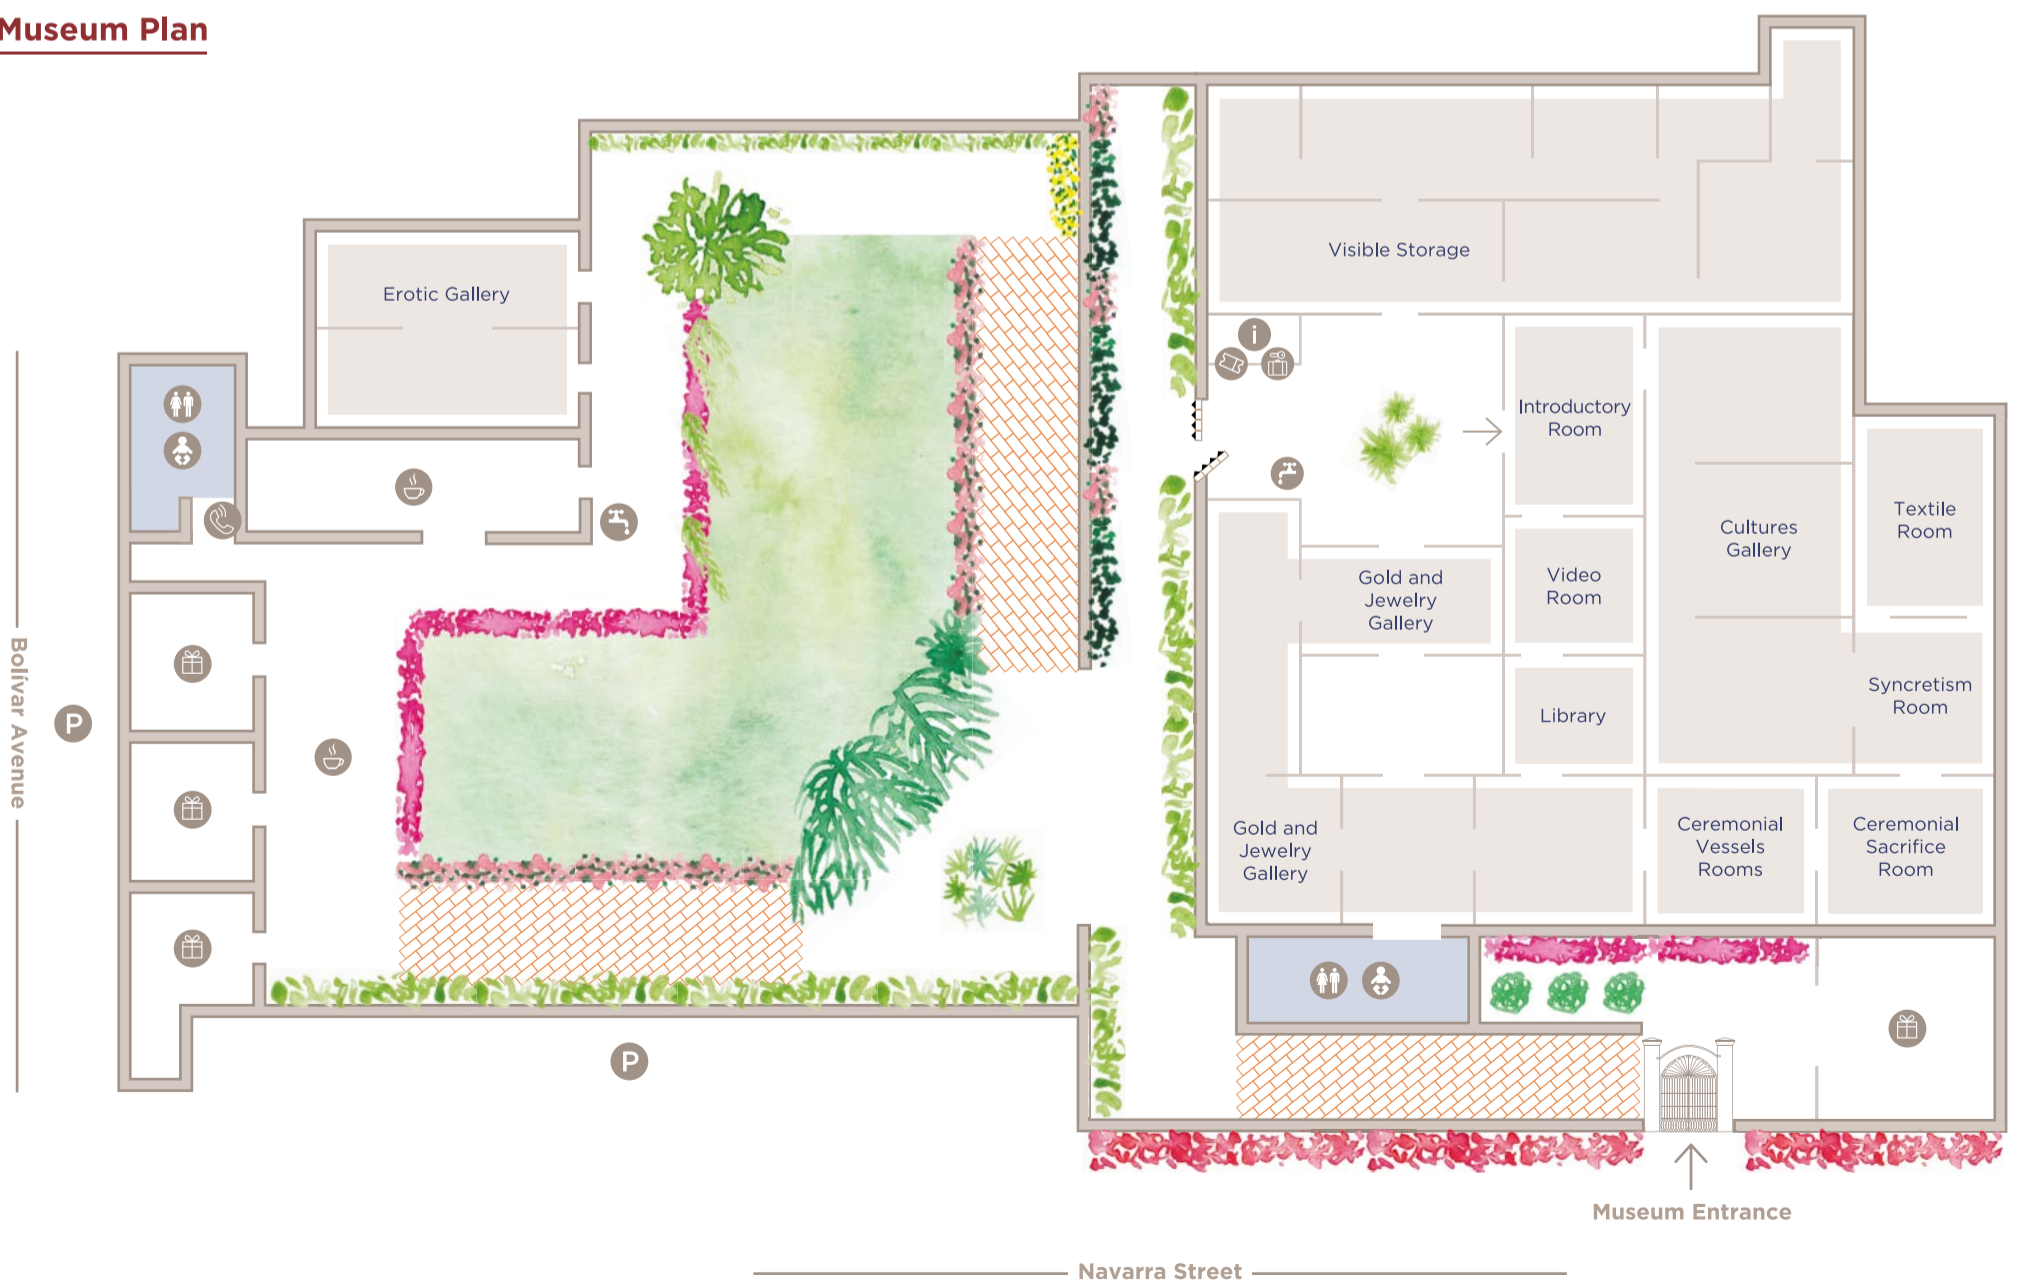 Museum Plan
Visible Storage
Erotic Gallery
i
Introductory
Room
Cultures
Gallery
Textile
Room
Gold and
Jewelry
Gallery
Video
Room
Syncretism
Room
Library
Bolívar Avenue
P
Gold and
Jewelry
Gallery
Ceremonial
Vessels
Rooms
Ceremonial
Sacrifice
Room
P
Museum Entrance
Navarra Street